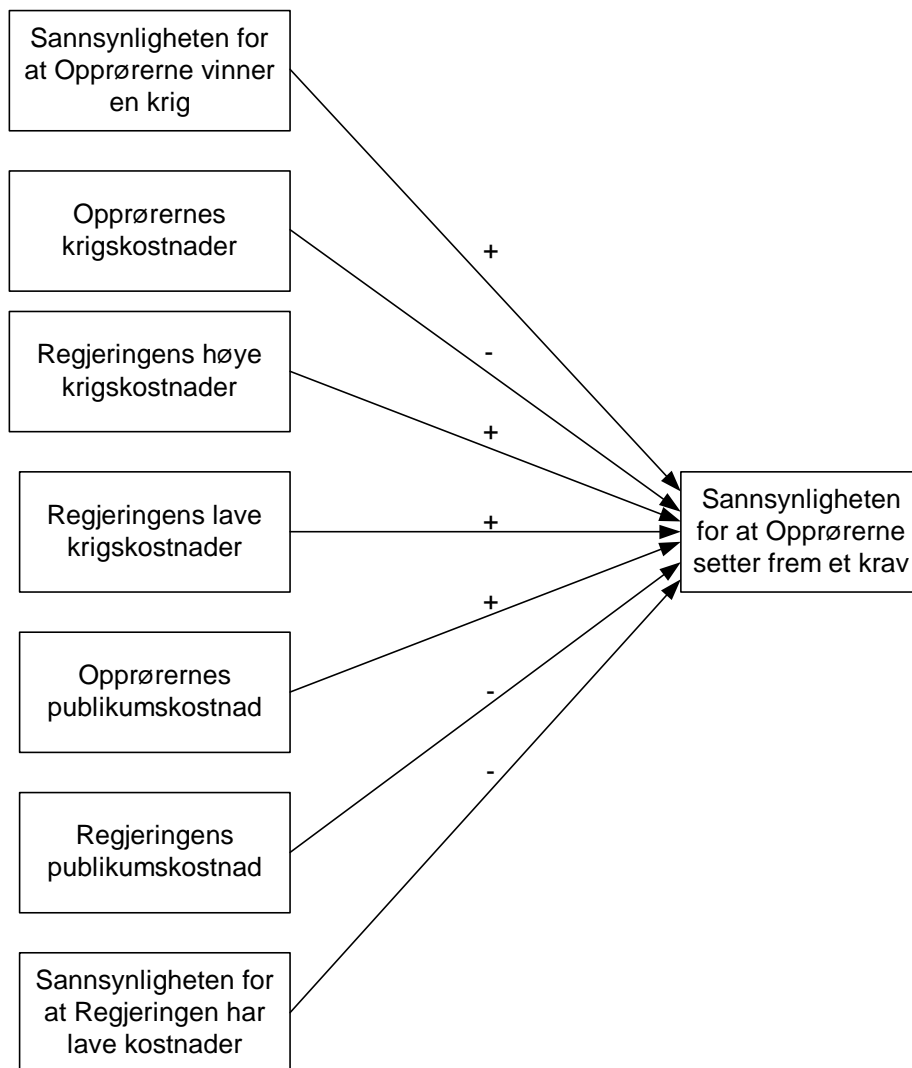 Sannsynligheten for
at Opprørerne vinner
en krig
Opprørernes
krigskostnader
+
Regjeringens høye
krigskostnader
-
+
Regjeringens lave
krigskostnader
+
Sannsynligheten
for at Opprørerne
setter frem et krav
+
Opprørernes
publikumskostnad
-
-
Regjeringens
publikumskostnad
Sannsynligheten for
at Regjeringen har
lave kostnader